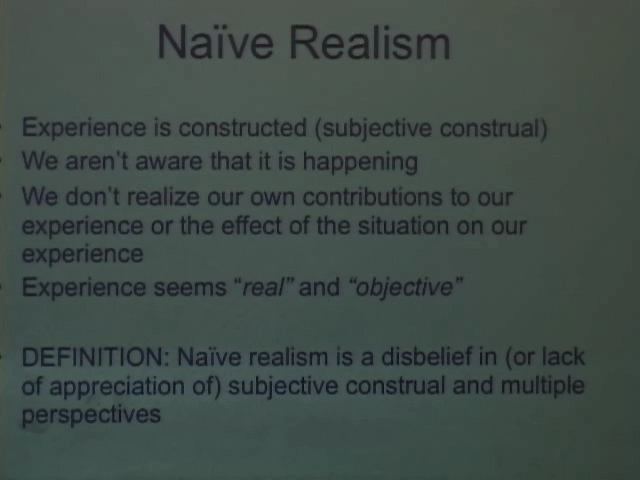 Naïve Realism
Experience is constructed (subjective construal)
We aren't aware that it is happening
We don't realize our own contributions to our
experience or the effect of the situation on our
experience
Experience seems "real" and "objective"
DEFINITION: Naïve realism is a disbelief in (or lack
of appreciation of) subjective construal and multiple
perspectives